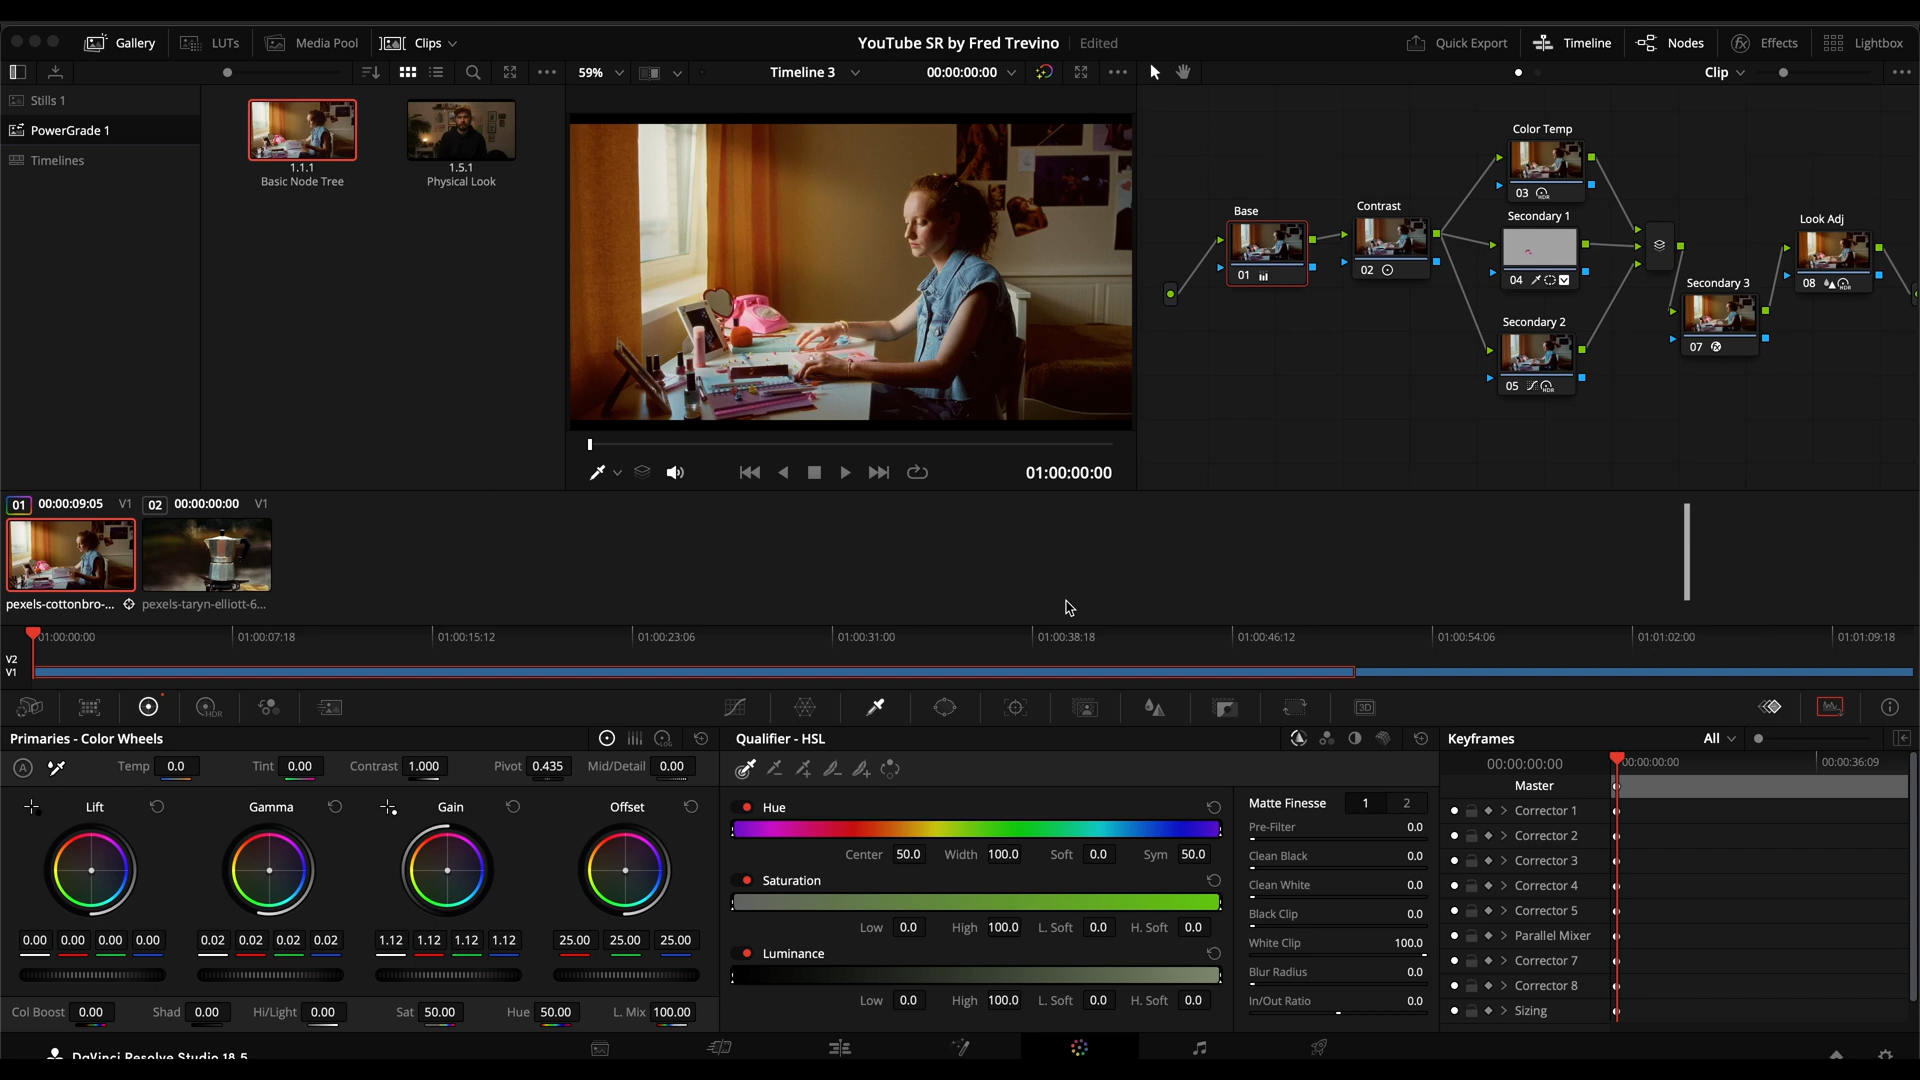 Gallery LUTs Media Pool Clips YouTube SR by Fred Trevino Edited Quick Export Timeline Nodes Effects Lightbox
59% Timeline 3 00:00:00:00 Clip
Stills 1
PowerGrade 1
Timelines
1.1.1
Basic Node Tree
1.5.1
Physical Look
Color Temp
03 HDR
Base
01
Contrast
02
Secondary 1
04
Secondary 2
05 HDR
Secondary 3
07
Look Adj
08 HDR
01:00:00:00
01 00:00:09:05 V1 02 00:00:00:00 V1
pexels-cottonbro-... pexels-taryn-elliott-6...
01:00:00:00 01:00:07:18 01:00:15:12 01:00:23:06 01:00:31:00 01:00:38:18 01:00:46:12 01:00:54:06 01:01:02:00 01:01:09:18
V2
V1
HDR 3D
Primaries - Color Wheels LOG
A Temp 0.0 Tint 0.00 Contrast 1.000 Pivot 0.435 Mid/Detail 0.00
Lift Gamma Gain Offset
0.00 0.00 0.00 0.00 0.02 0.02 0.02 0.02 1.12 1.12 1.12 1.12 25.00 25.00 25.00
Col Boost 0.00 Shad 0.00 Hi/Light 0.00 Sat 50.00 Hue 50.00 L. Mix 100.00
Qualifier - HSL
Hue
Center 50.0 Width 100.0 Soft 0.0 Sym 50.0
Saturation
Low 0.0 High 100.0 L. Soft 0.0 H. Soft 0.0
Luminance
Low 0.0 High 100.0 L. Soft 0.0 H. Soft 0.0
Matte Finesse 1 2
Pre-Filter 0.0
Clean Black 0.0
Clean White 0.0
Black Clip 0.0
White Clip 100.0
Blur Radius 0.0
In/Out Ratio 0.0
Keyframes All
00:00:00:00 00:00:00:00 00:00:36:09
Master
Corrector 1
Corrector 2
Corrector 3
Corrector 4
Corrector 5
Parallel Mixer
Corrector 7
Corrector 8
Sizing
DaVinci Resolve Studio 18.5